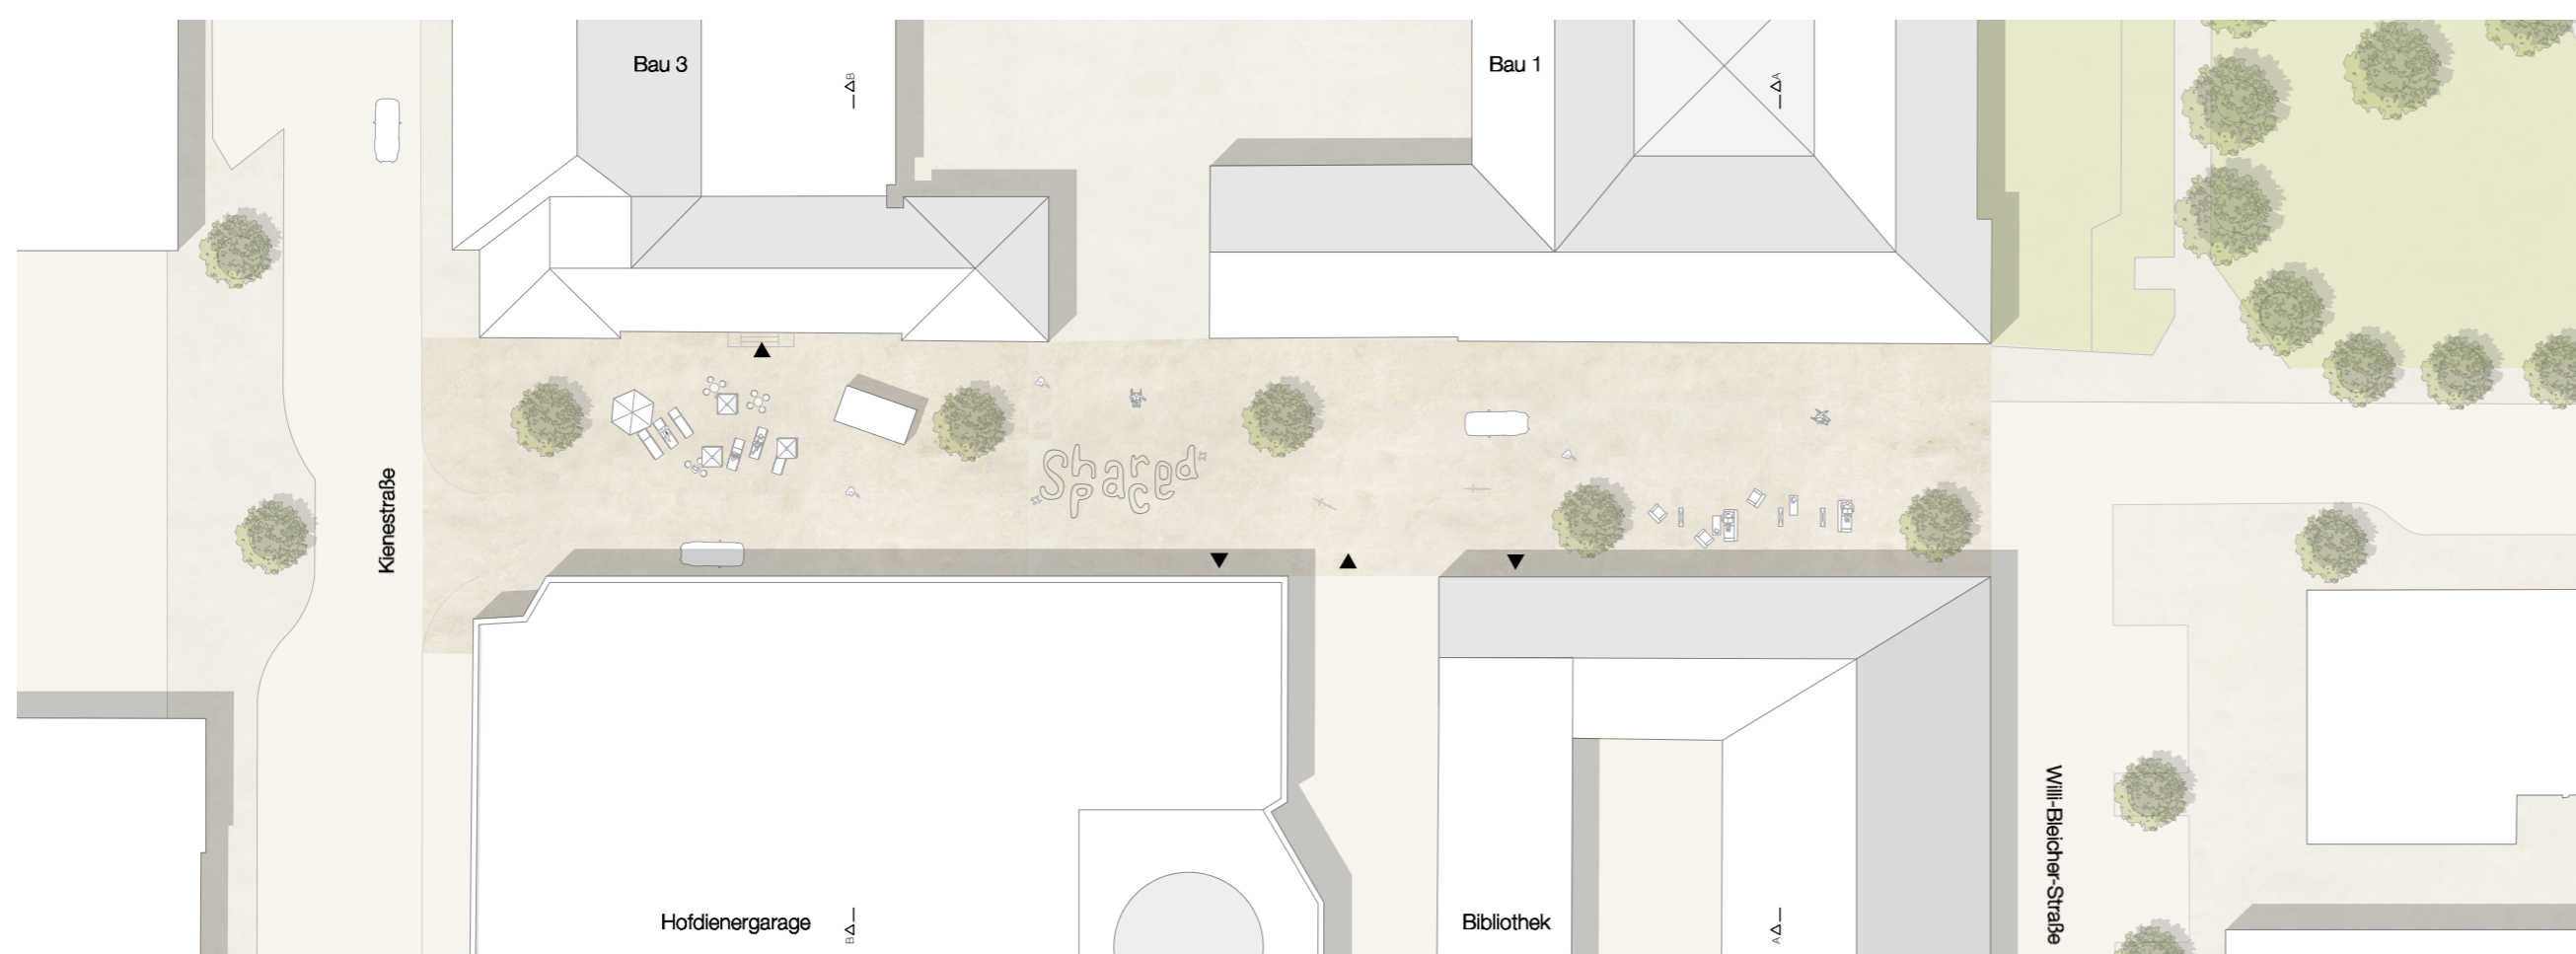 Bau 3
Bau 1
B
A
Kienestraße
Shared
Space
Willi-Bleicher-Straße
Hofdienergarage
Bibliothek
B
A